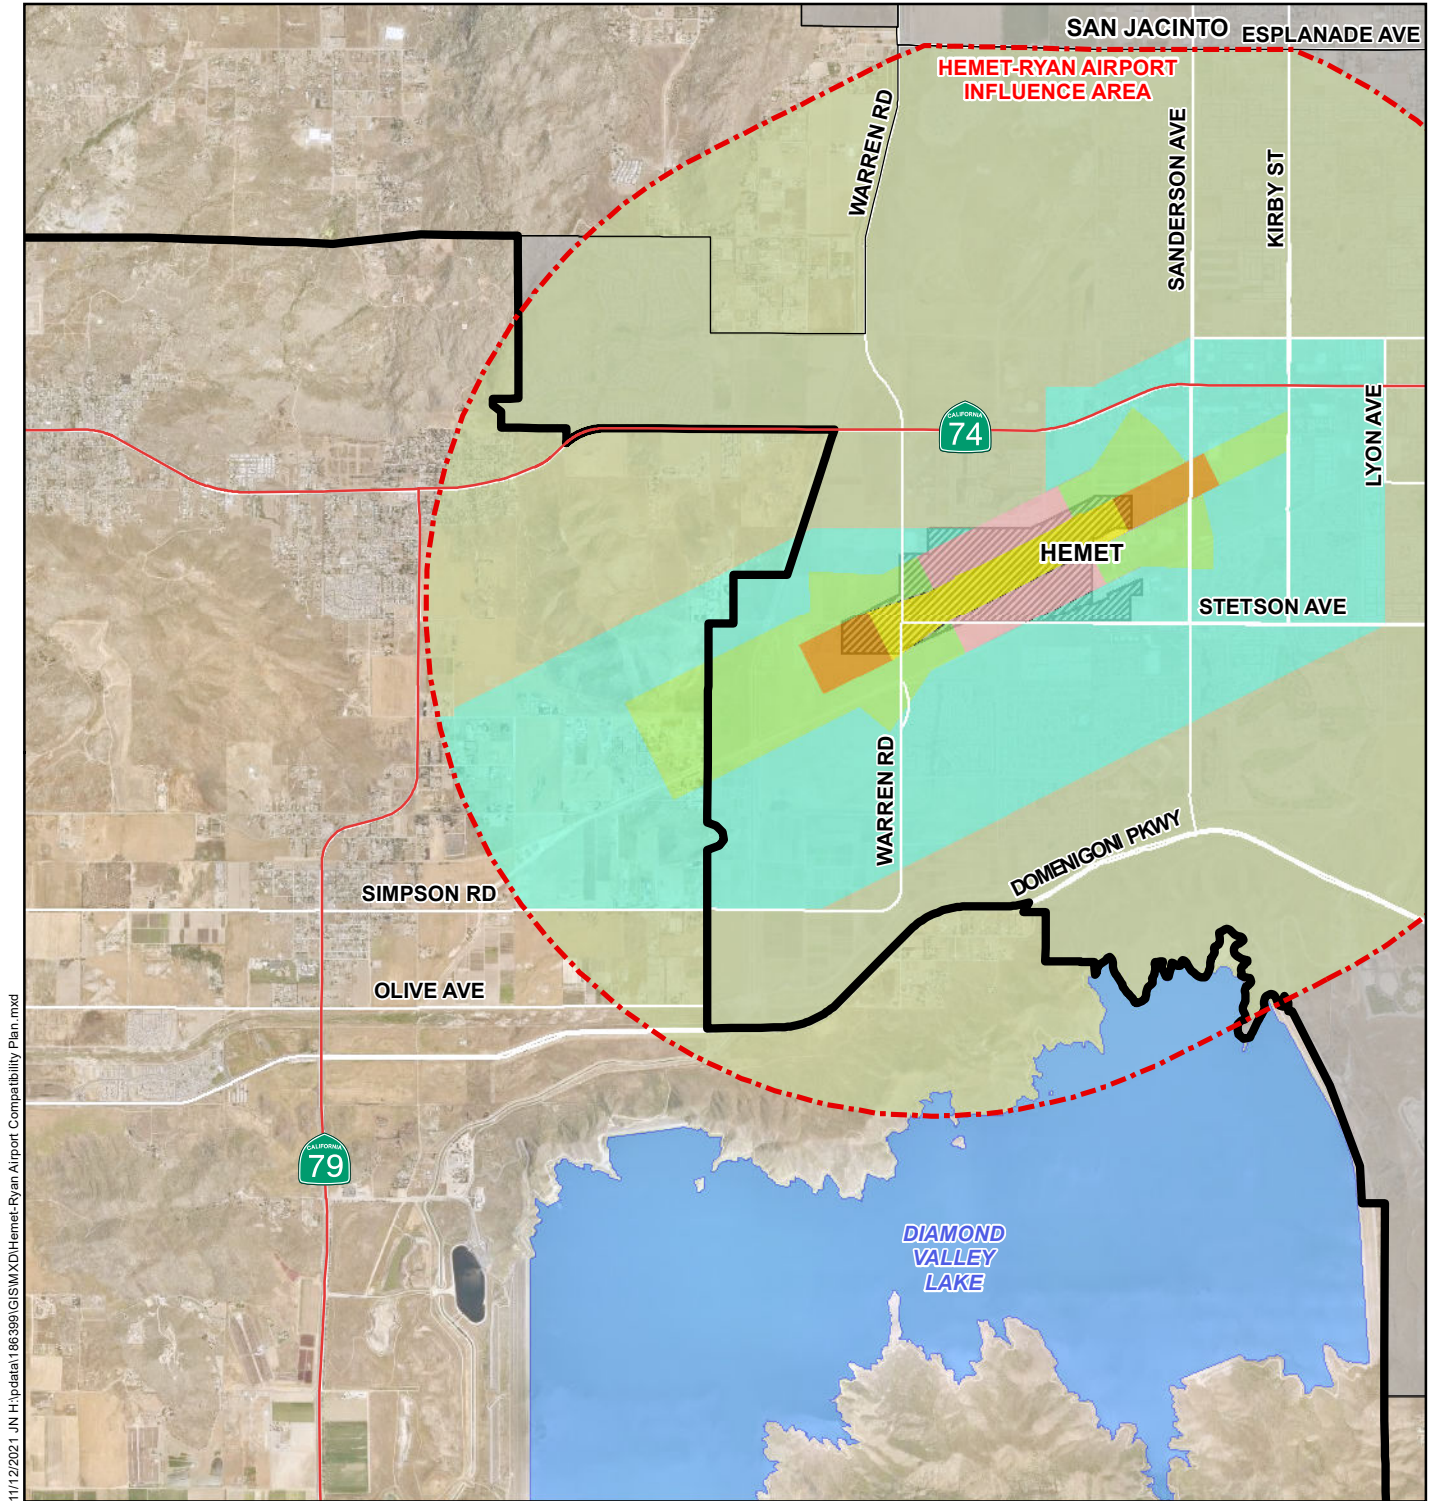 SAN JACINTO
ESPLANADE AVE
HEMET-RYAN AIRPORT
INFLUENCE AREA
WARREN RD
SANDERSON AVE
KIRBY ST
LYON AVE
CALIFORNIA
74
HEMET
STETSON AVE
WARREN RD
DOMENIGONI PKWY
SIMPSON RD
OLIVE AVE
CALIFORNIA
79
DIAMOND
VALLEY
LAKE
11/12/2021 JN H:\pdata\186399\GIS\MXD\Hemet-Ryan Airport Compatibility Plan.mxd